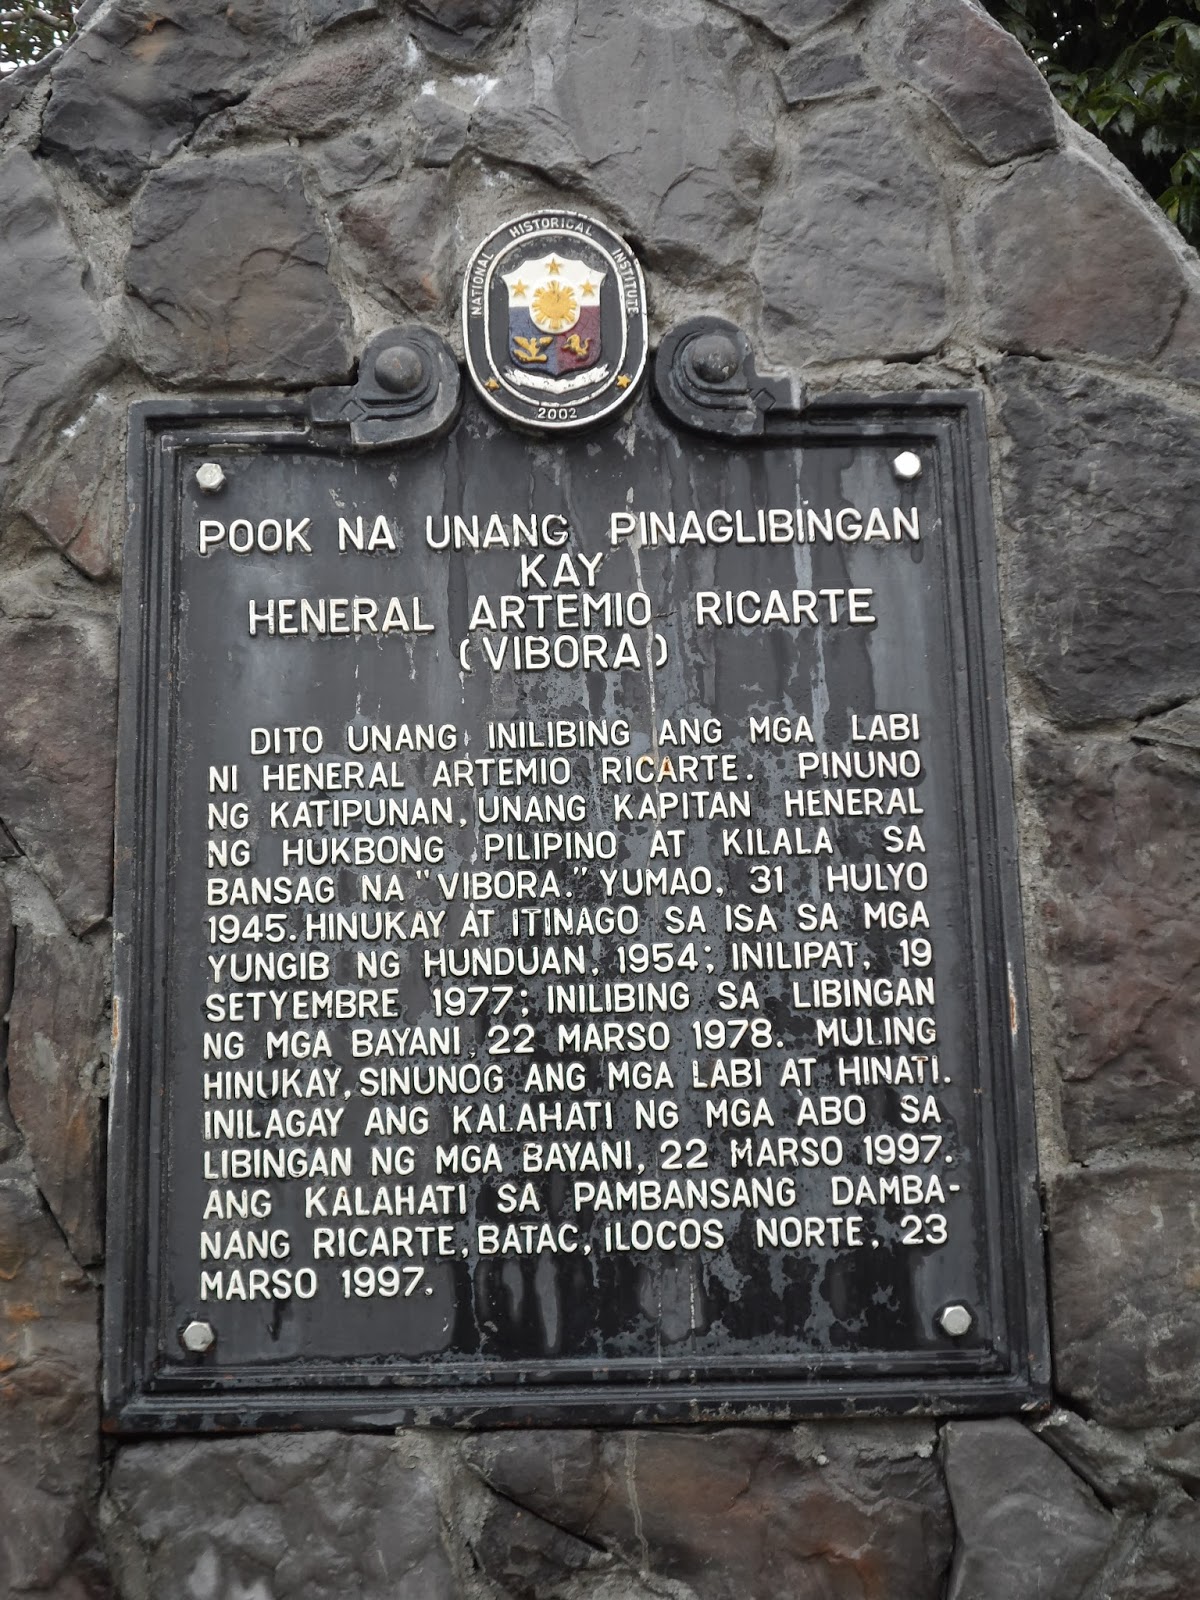 NATIONAL HISTORICAL INSTITUTE
2002
POOK NA UNANG PINAGLIBINGAN
KAY
HENERAL ARTEMIO RICARTE
(VIBORA)
DITO UNANG INILIBING ANG MGA LABI
NI HENERAL ARTEMIO RICARTE. PINUNO
NG KATIPUNAN, UNANG KAPITAN HENERAL
NG HUKBONG PILIPINO AT KILALA SA
BANSAG NA "VIBORA." YUMAO, 31 HULYO
1945. HINUKAY AT ITINAGO SA ISA SA MGA
YUNGIB NG HUNDUAN, 1954; INILIPAT, 19
SETYEMBRE 1977; INILIBING SA LIBINGAN
NG MGA BAYANI, 22 MARSO 1978. MULING
HINUKAY, SINUNOG ANG MGA LABI AT HINATI.
INILAGAY ANG KALAHATI NG MGA ABO SA
LIBINGAN NG MGA BAYANI, 22 MARSO 1997.
ANG KALAHATI SA PAMBANSANG DAMBA-
NANG RICARTE, BATAC, ILOCOS NORTE, 23
MARSO 1997.